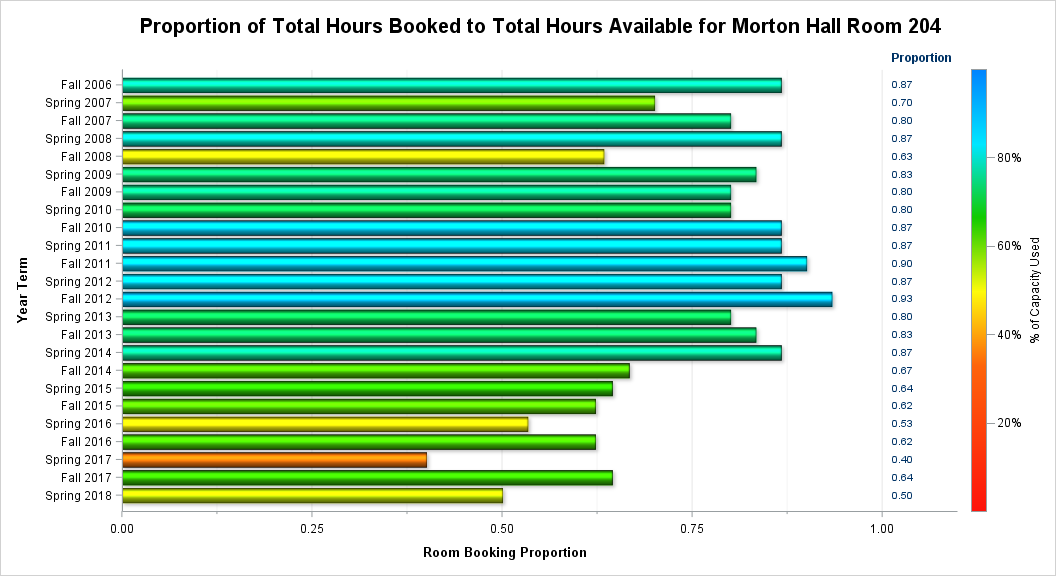 Proportion of Total Hours Booked to Total Hours Available for Morton Hall Room 204
Proportion
Fall 2006 0.87
Spring 2007 0.70
Fall 2007 0.80
Spring 2008 0.87
Fall 2008 0.63
Spring 2009 0.83
Fall 2009 0.80
Spring 2010 0.80
Fall 2010 0.87
Spring 2011 0.87
Fall 2011 0.90
Spring 2012 0.87
Fall 2012 0.93
Spring 2013 0.80
Fall 2013 0.83
Spring 2014 0.87
Fall 2014 0.67
Spring 2015 0.64
Fall 2015 0.62
Spring 2016 0.53
Fall 2016 0.62
Spring 2017 0.40
Fall 2017 0.64
Spring 2018 0.50
Year Term
0.00 0.25 0.50 0.75 1.00
Room Booking Proportion
80%
60%
40%
20%
% of Capacity Used